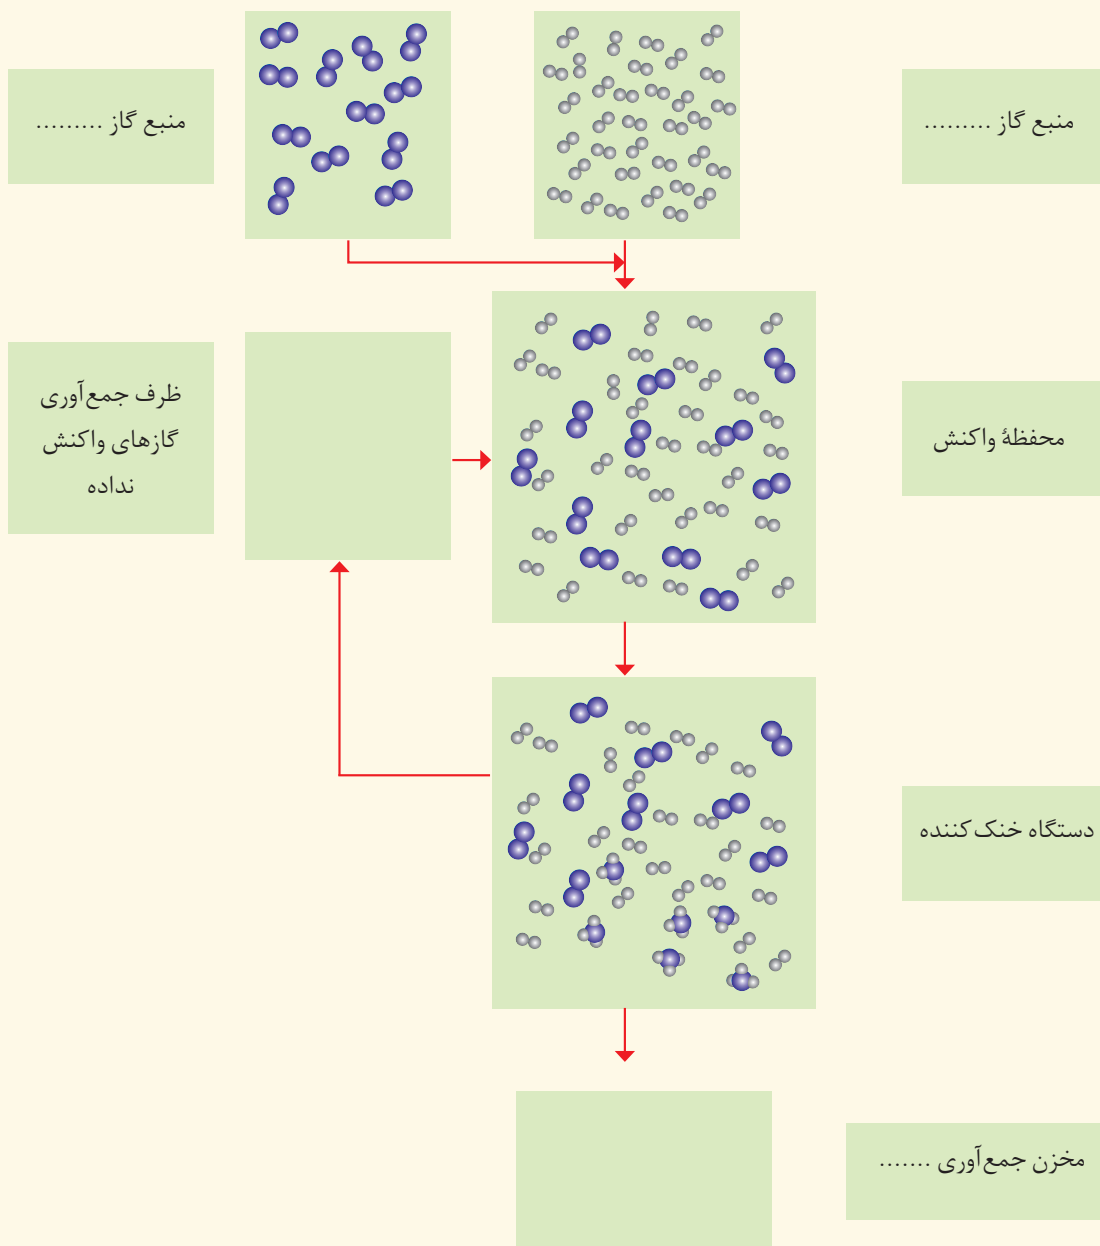 منبع گاز .........
منبع گاز .........
ظرف جمع‌آوری
گازهای واکنش
نداده
محفظهٔ واکنش
دستگاه خنک‌کننده
مخزن جمع‌آوری .......